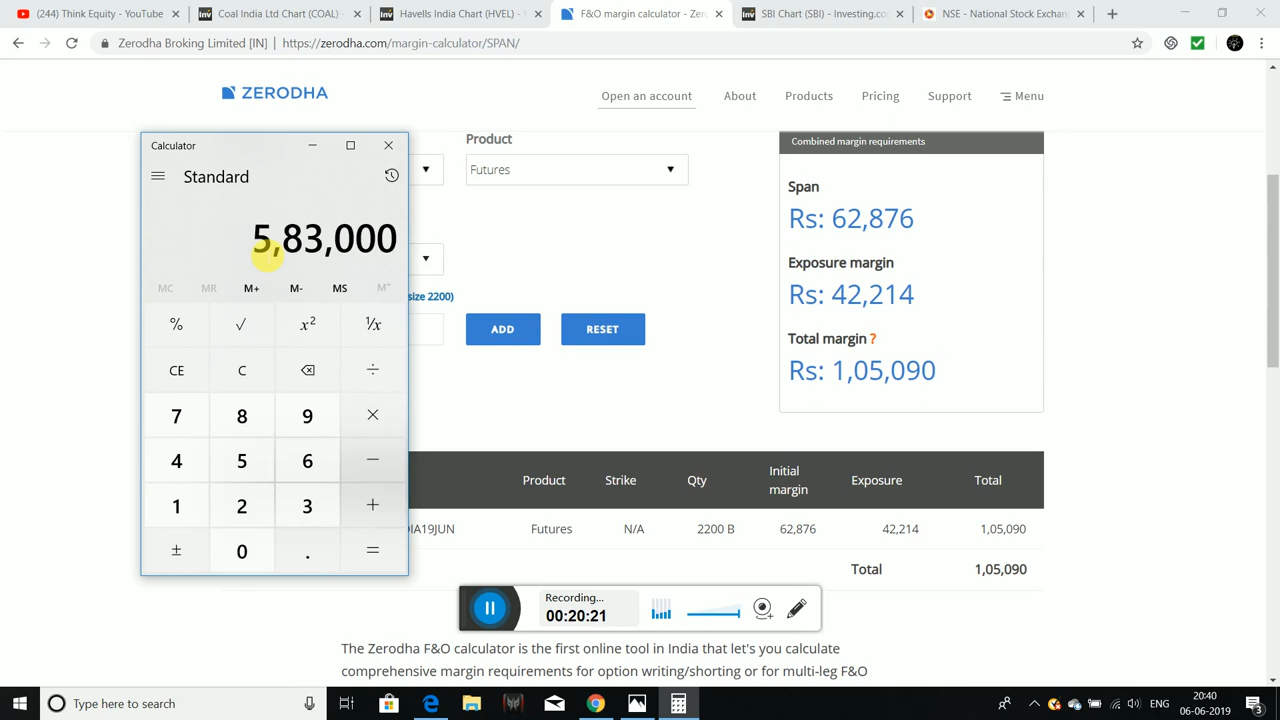 (244) Think Equity - YouTube
Coal India Ltd Chart (COAL) -
Havells India Chart (HVEL) -
F&O margin calculator - Zero
SBI Chart (SBI) - Investing.co
NSE - National Stock Exchan
Zerodha Broking Limited [IN] | https://zerodha.com/margin-calculator/SPAN/
ZERODHA
Open an account
About
Products
Pricing
Support
Menu
Calculator
Standard
5,83,000
MC MR M+ M- MS M˅
% √ x² ¹/x
CE C ⌫ ÷
7 8 9 ×
4 5 6 −
1 2 3 +
± 0 . =
Product
Futures
size 2200)
ADD
RESET
Combined margin requirements
Span
Rs: 62,876
Exposure margin
Rs: 42,214
Total margin ?
Rs: 1,05,090
Product Strike Qty Initial margin Exposure Total
DIA19JUN Futures N/A 2200 B 62,876 42,214 1,05,090
Total 1,05,090
Recording...
00:20:21
The Zerodha F&O calculator is the first online tool in India that let's you calculate
comprehensive margin requirements for option writing/shorting or for multi-leg F&O
Type here to search
ENG
20:40
06-06-2019
3